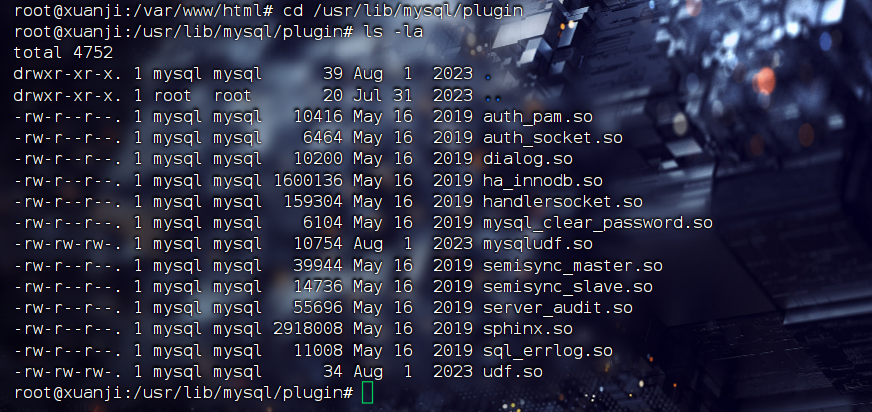 root@xuanji:/var/www/html# cd /usr/lib/mysql/plugin
root@xuanji:/usr/lib/mysql/plugin# ls -la
total 4752
drwxr-xr-x. 1 mysql mysql      39 Aug  1  2023 .
drwxr-xr-x. 1 root  root       20 Jul 31  2023 ..
-rw-r--r--. 1 mysql mysql   10416 May 16  2019 auth_pam.so
-rw-r--r--. 1 mysql mysql    6464 May 16  2019 auth_socket.so
-rw-r--r--. 1 mysql mysql   10200 May 16  2019 dialog.so
-rw-r--r--. 1 mysql mysql 1600136 May 16  2019 ha_innodb.so
-rw-r--r--. 1 mysql mysql  159304 May 16  2019 handlersocket.so
-rw-r--r--. 1 mysql mysql    6104 May 16  2019 mysql_clear_password.so
-rw-rw-rw-. 1 mysql mysql   10754 Aug  1  2023 mysqludf.so
-rw-r--r--. 1 mysql mysql   39944 May 16  2019 semisync_master.so
-rw-r--r--. 1 mysql mysql   14736 May 16  2019 semisync_slave.so
-rw-r--r--. 1 mysql mysql   55696 May 16  2019 server_audit.so
-rw-r--r--. 1 mysql mysql 2918008 May 16  2019 sphinx.so
-rw-r--r--. 1 mysql mysql   11008 May 16  2019 sql_errlog.so
-rw-rw-rw-. 1 mysql mysql      34 Aug  1  2023 udf.so
root@xuanji:/usr/lib/mysql/plugin#